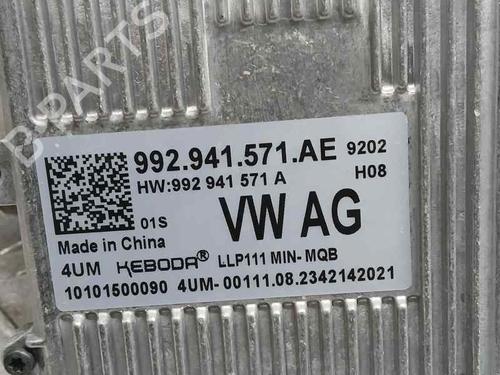 B-PARTS
992.941.571.AE 9202
HW:992 941 571 A H08
01S VW AG
Made in China
4UM KEBODA® LLP111 MIN- MQB
10101500090 4UM- 00111.08.2342142021